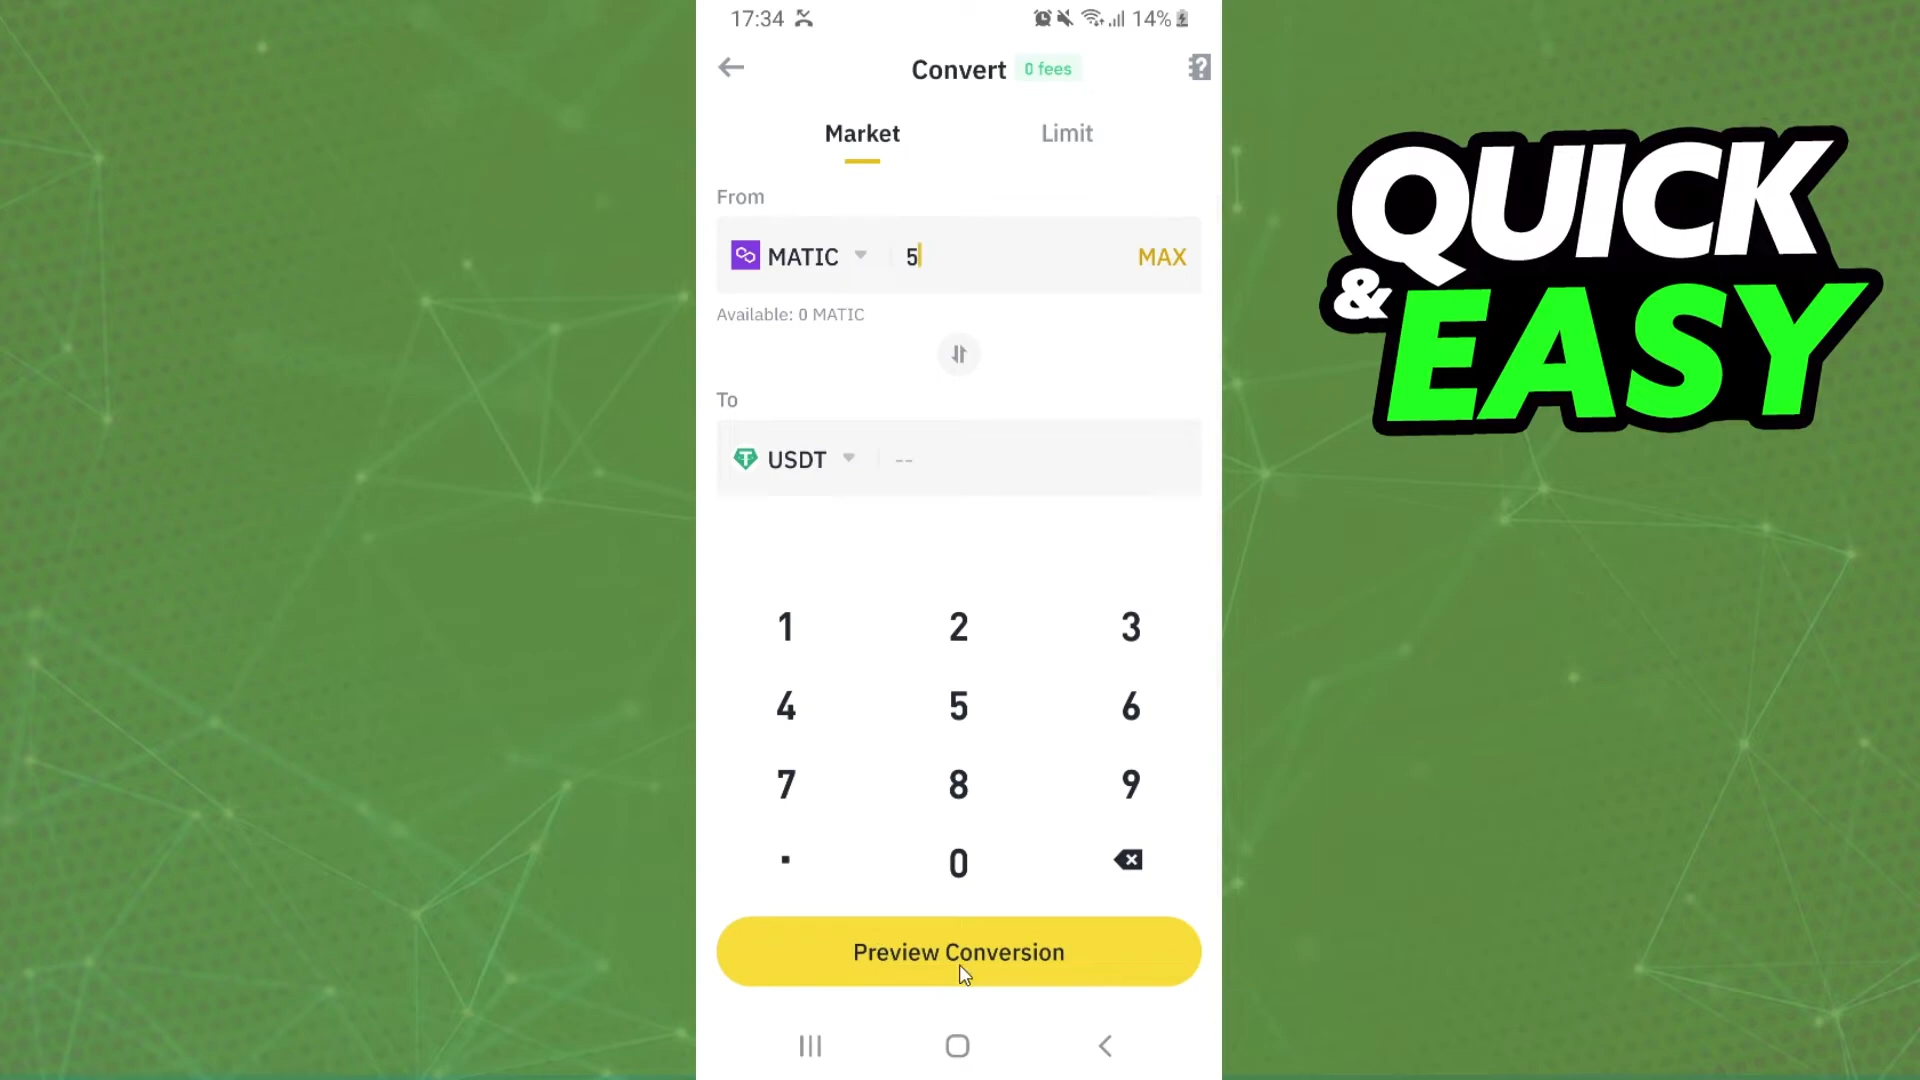 17:34
14%
Convert
0 fees
Market
Limit
From
MATIC
5
MAX
Available: 0 MATIC
To
USDT
--
1
2
3
4
5
6
7
8
9
.
0
Preview Conversion
QUICK
&
EASY